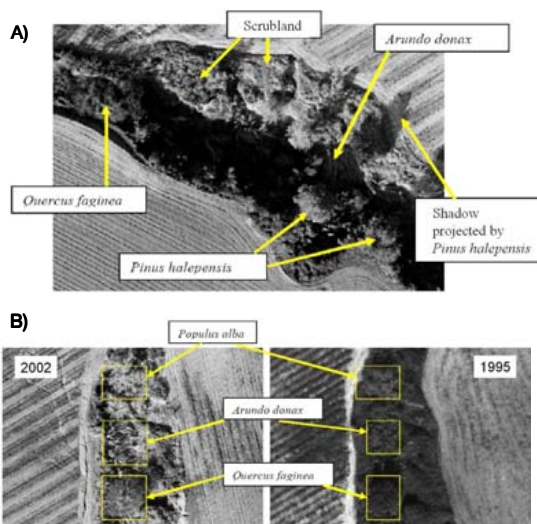 A)
Scrubland
Arundo donax
Quercus faginea
Shadow
projected by
Pinus halepensis
Pinus halepensis
B)
Populus alba
2002
1995
Arundo donax
Quercus faginea